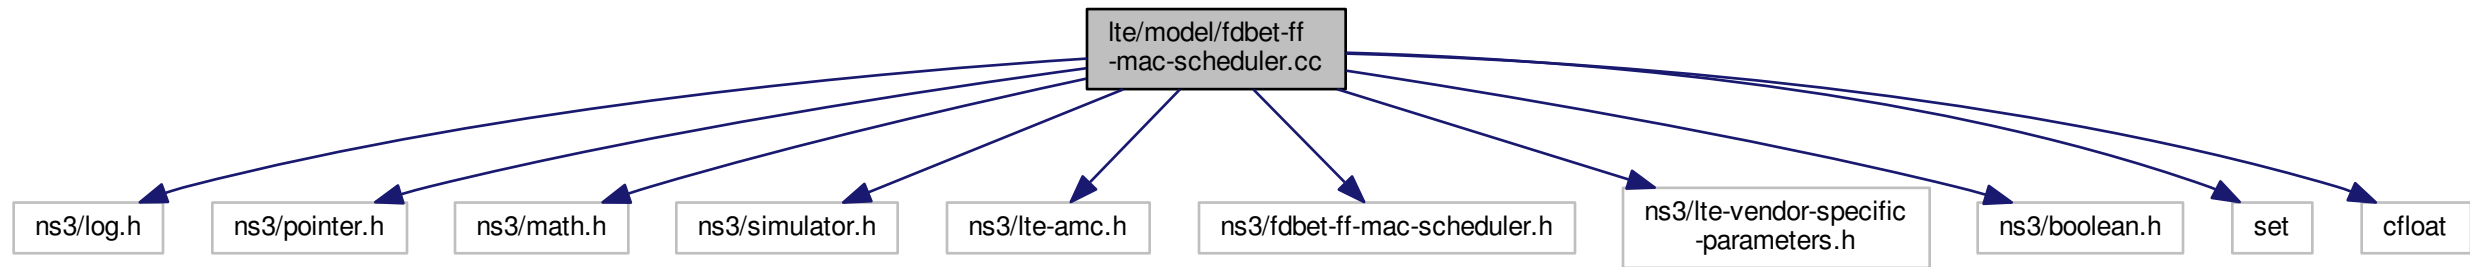 lte/model/fdbet-ff
-mac-scheduler.cc
ns3/log.h
ns3/pointer.h
ns3/math.h
ns3/simulator.h
ns3/lte-amc.h
ns3/fdbet-ff-mac-scheduler.h
ns3/lte-vendor-specific
-parameters.h
ns3/boolean.h
set
cfloat